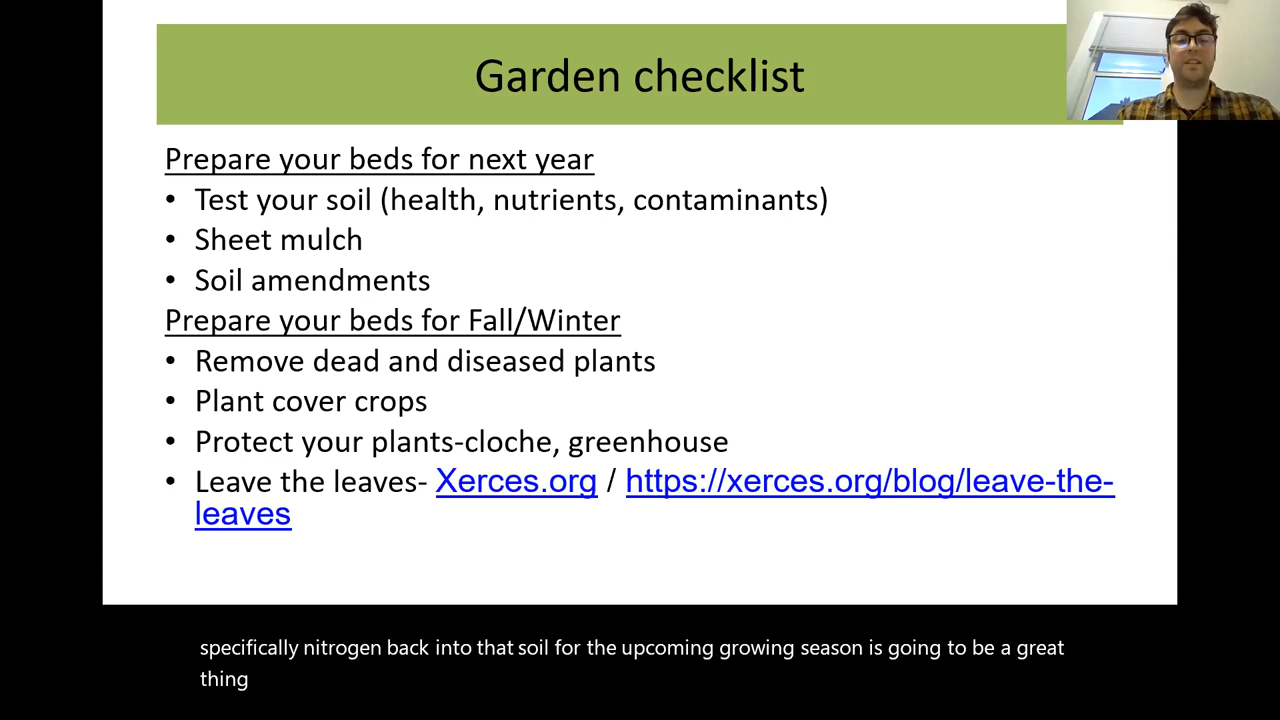 Garden checklist
Prepare your beds for next year
• Test your soil (health, nutrients, contaminants)
• Sheet mulch
• Soil amendments
Prepare your beds for Fall/Winter
• Remove dead and diseased plants
• Plant cover crops
• Protect your plants-cloche, greenhouse
• Leave the leaves- Xerces.org / https://xerces.org/blog/leave-the-
leaves
specifically nitrogen back into that soil for the upcoming growing season is going to be a great
thing